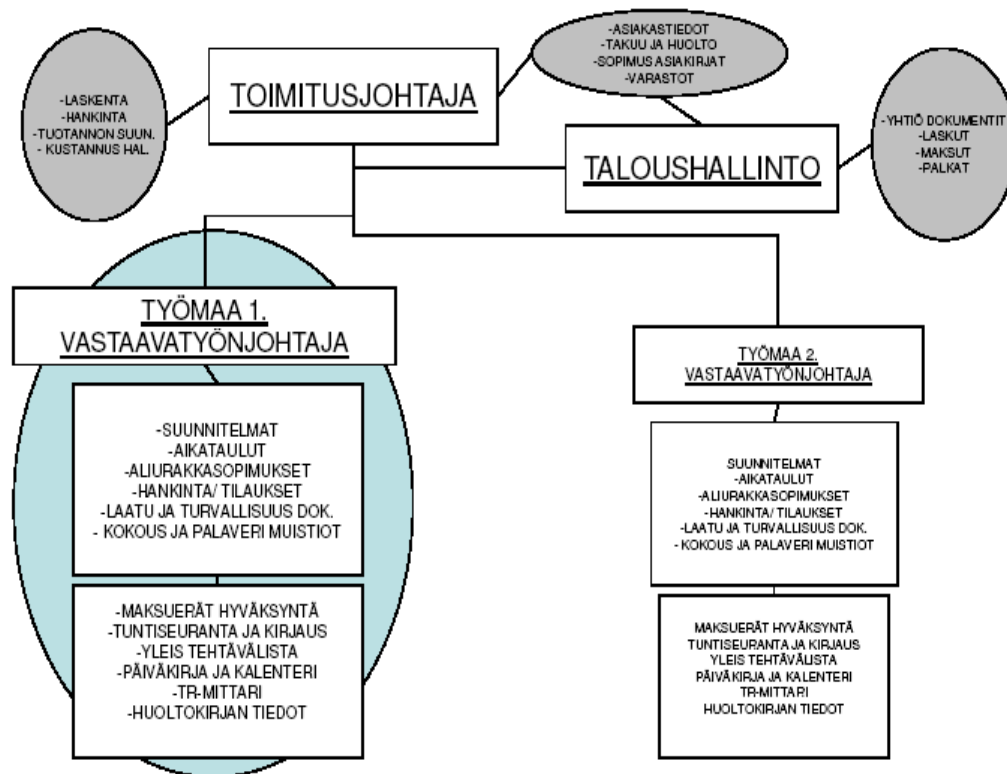 -ASIAKASTIEDOT
-TAKUU JA HUOLTO
-SOPIMUS ASIAKIRJAT
-VARASTOT
TOIMITUSJOHTAJA
-LASKENTA
-HANKINTA
-TUOTANNON SUUN.
- KUSTANNUS HAL.
-YHTIÖ DOKUMENTIT
-LASKUT
-MAKSUT
-PALKAT
TALOUSHALLINTO
TYÖMAA 1.
VASTAAVATYÖNJOHTAJA
-SUUNNITELMAT
-AIKATAULUT
-ALIURAKKASOPIMUKSET
-HANKINTA/ TILAUKSET
-LAATU JA TURVALLISUUS DOK.
- KOKOUS JA PALAVERI MUISTIOT
-MAKSUERÄT HYVÄKSYNTÄ
-TUNTISEURANTA JA KIRJAUS
-YLEIS TEHTÄVÄLISTA
-PÄIVÄKIRJA JA KALENTERI
-TR-MITTARI
-HUOLTOKIRJAN TIEDOT
TYÖMAA 2.
VASTAAVATYÖNJOHTAJA
SUUNNITELMAT
-AIKATAULUT
-ALIURAKKASOPIMUKSET
-HANKINTA/ TILAUKSET
-LAATU JA TURVALLISUUS DOK.
- KOKOUS JA PALAVERI MUISTIOT
MAKSUERÄT HYVÄKSYNTÄ
TUNTISEURANTA JA KIRJAUS
YLEIS TEHTÄVÄLISTA
PÄIVÄKIRJA JA KALENTERI
TR-MITTARI
HUOLTOKIRJAN TIEDOT